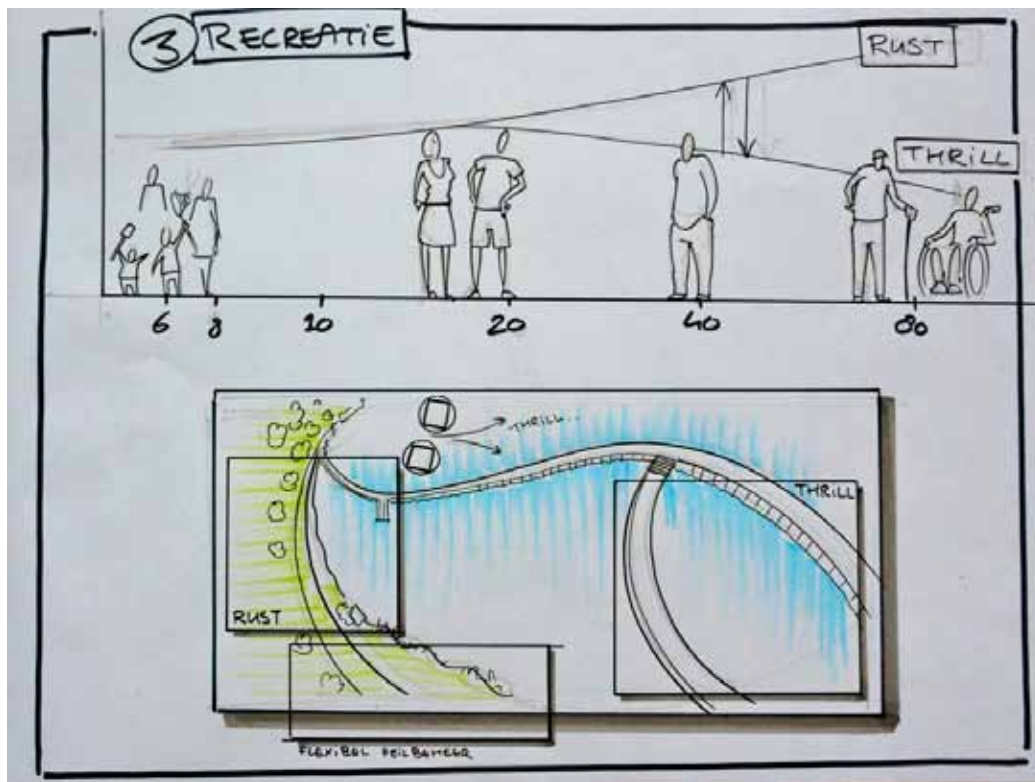 3 RECREATIE
RUST
THRILL
6 8 10 20 40 80
THRILL...
THRILL
RUST
FLEXIBEL PEILBEHEER